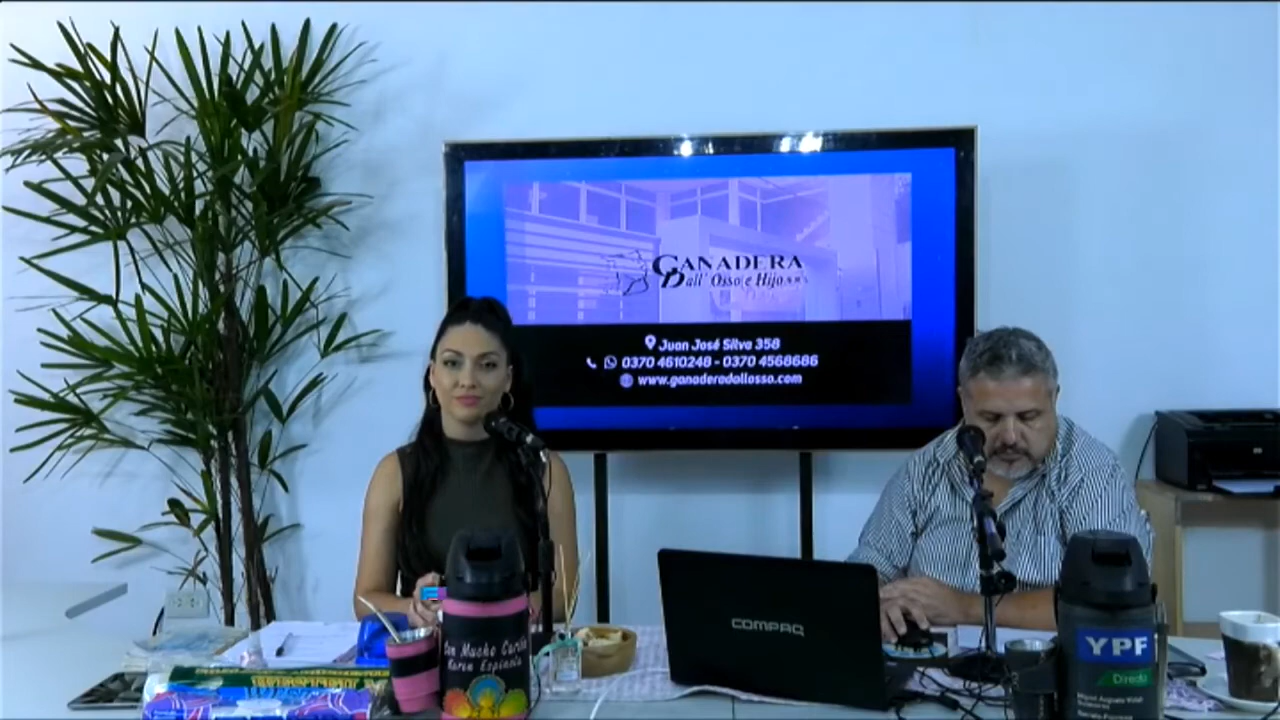 GANADERA
Dall' Osso e Hijo S.R.L.
Juan José Silva 358
0370 4610248 - 0370 4568686
www.ganaderadallosso.com
COMPAQ
Con Mucho Cariño
Karen Espinola
YPF
Directo